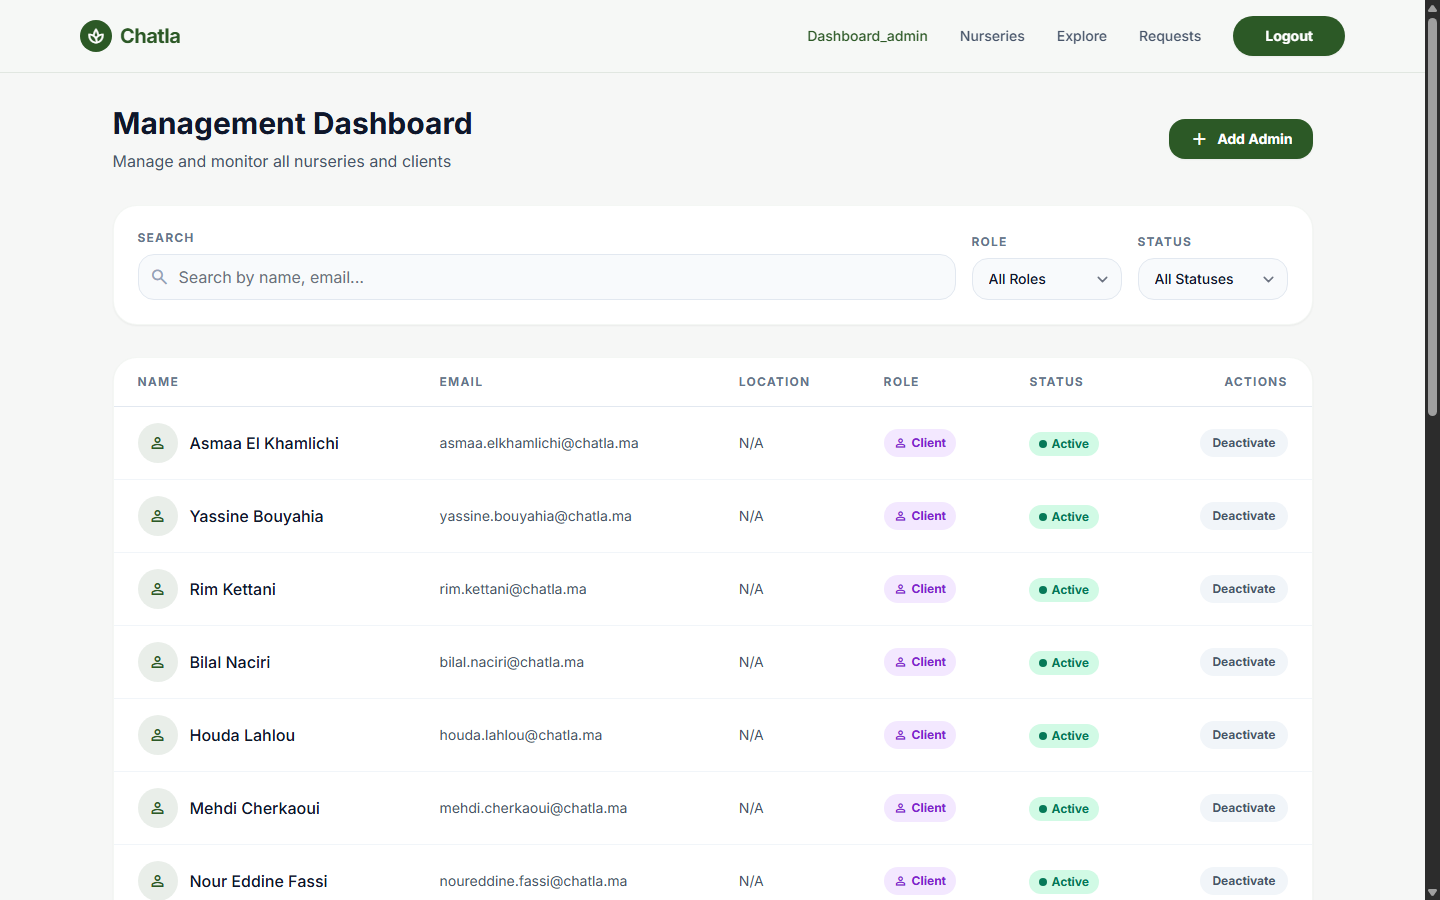 Chatla
Dashboard_admin Nurseries Explore Requests Logout
Management Dashboard
Manage and monitor all nurseries and clients
Add Admin
SEARCH ROLE STATUS
Search by name, email... All Roles All Statuses
NAME EMAIL LOCATION ROLE STATUS ACTIONS
Asmaa El Khamlichi asmaa.elkhamlichi@chatla.ma N/A Client Active Deactivate
Yassine Bouyahia yassine.bouyahia@chatla.ma N/A Client Active Deactivate
Rim Kettani rim.kettani@chatla.ma N/A Client Active Deactivate
Bilal Naciri bilal.naciri@chatla.ma N/A Client Active Deactivate
Houda Lahlou houda.lahlou@chatla.ma N/A Client Active Deactivate
Mehdi Cherkaoui mehdi.cherkaoui@chatla.ma N/A Client Active Deactivate
Nour Eddine Fassi noureddine.fassi@chatla.ma N/A Client Active Deactivate